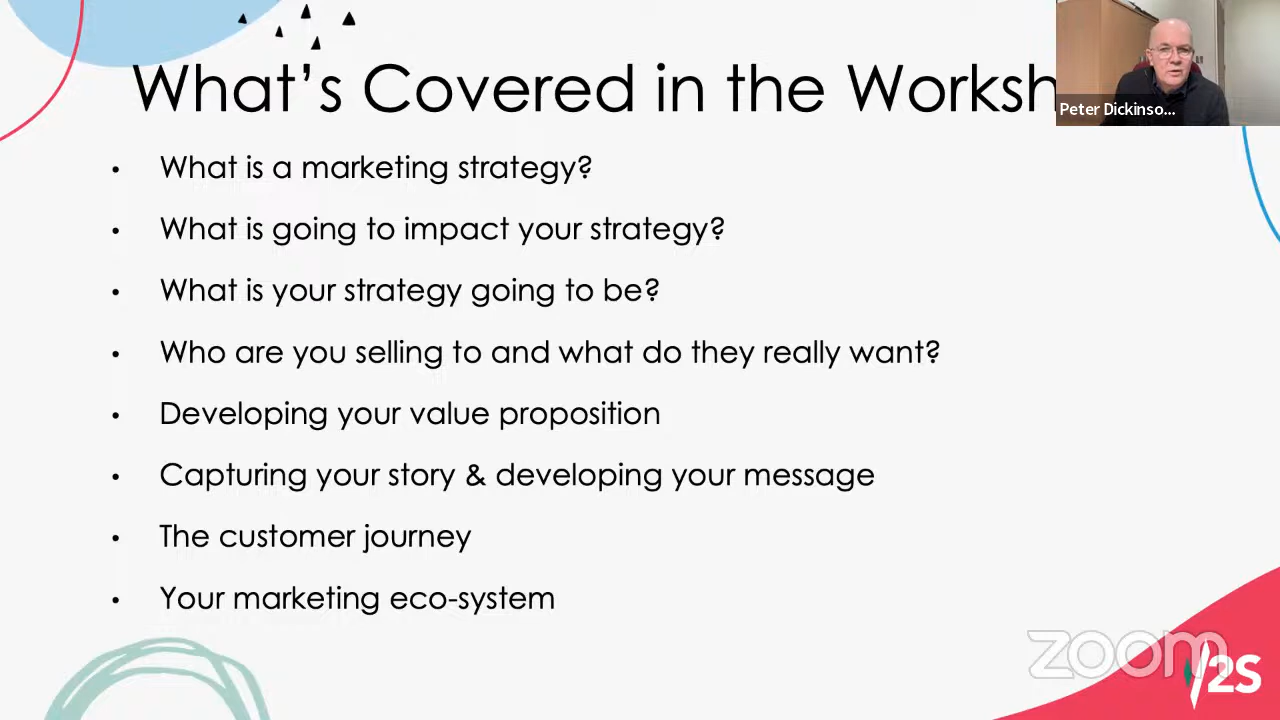 What's Covered in the Worksh
Peter Dickinso...
• What is a marketing strategy?
• What is going to impact your strategy?
• What is your strategy going to be?
• Who are you selling to and what do they really want?
• Developing your value proposition
• Capturing your story & developing your message
• The customer journey
• Your marketing eco-system
zoom
2S